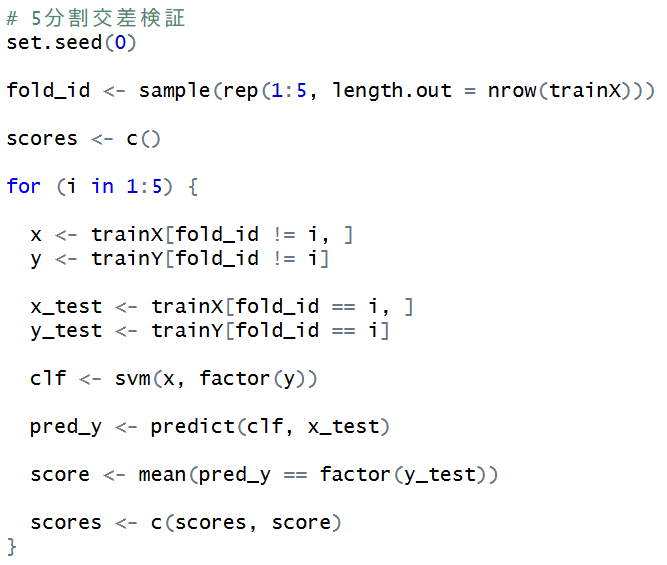 # 5分割交差検証
set.seed(0)
fold_id <- sample(rep(1:5, length.out = nrow(trainX)))
scores <- c()
for (i in 1:5) {
x <- trainX[fold_id != i, ]
y <- trainY[fold_id != i]
x_test <- trainX[fold_id == i, ]
y_test <- trainY[fold_id == i]
clf <- svm(x, factor(y))
pred_y <- predict(clf, x_test)
score <- mean(pred_y == factor(y_test))
scores <- c(scores, score)
}